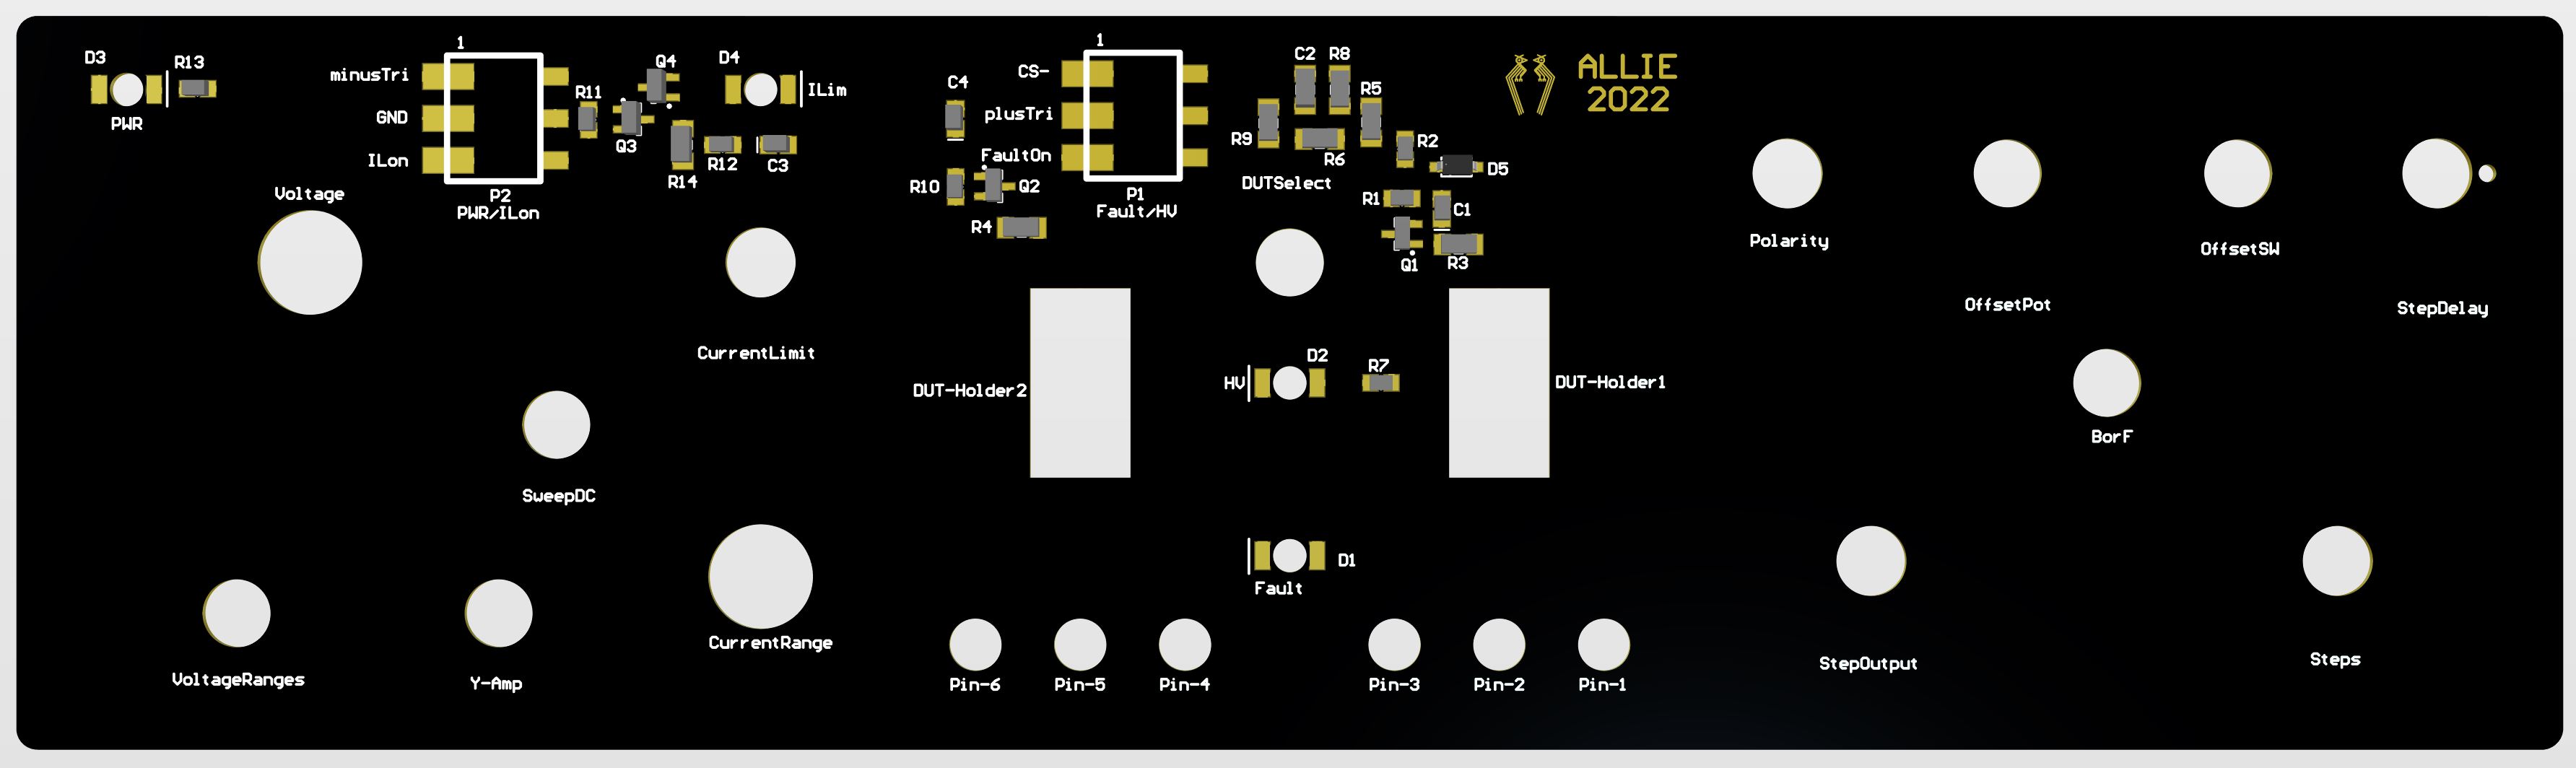 D3
R13
PWR
minusTri
GND
ILon
1
P2
PWR/ILon
Q4
R11
Q3
R14
R12
C3
D4
ILim
Voltage
CurrentLimit
SweepDC
CurrentRange
VoltageRanges
Y-Amp
C4
CS-
plusTri
FaultOn
1
P1
Fault/HV
R10
Q2
R4
C2
R8
R5
R9
R6
R2
D5
DUTSelect
R1
C1
Q1
R3
ALLIE
2022
DUT-Holder2
HV
D2
R7
DUT-Holder1
D1
Fault
Pin-6
Pin-5
Pin-4
Pin-3
Pin-2
Pin-1
Polarity
OffsetPot
OffsetSW
StepDelay
BorF
StepOutput
Steps